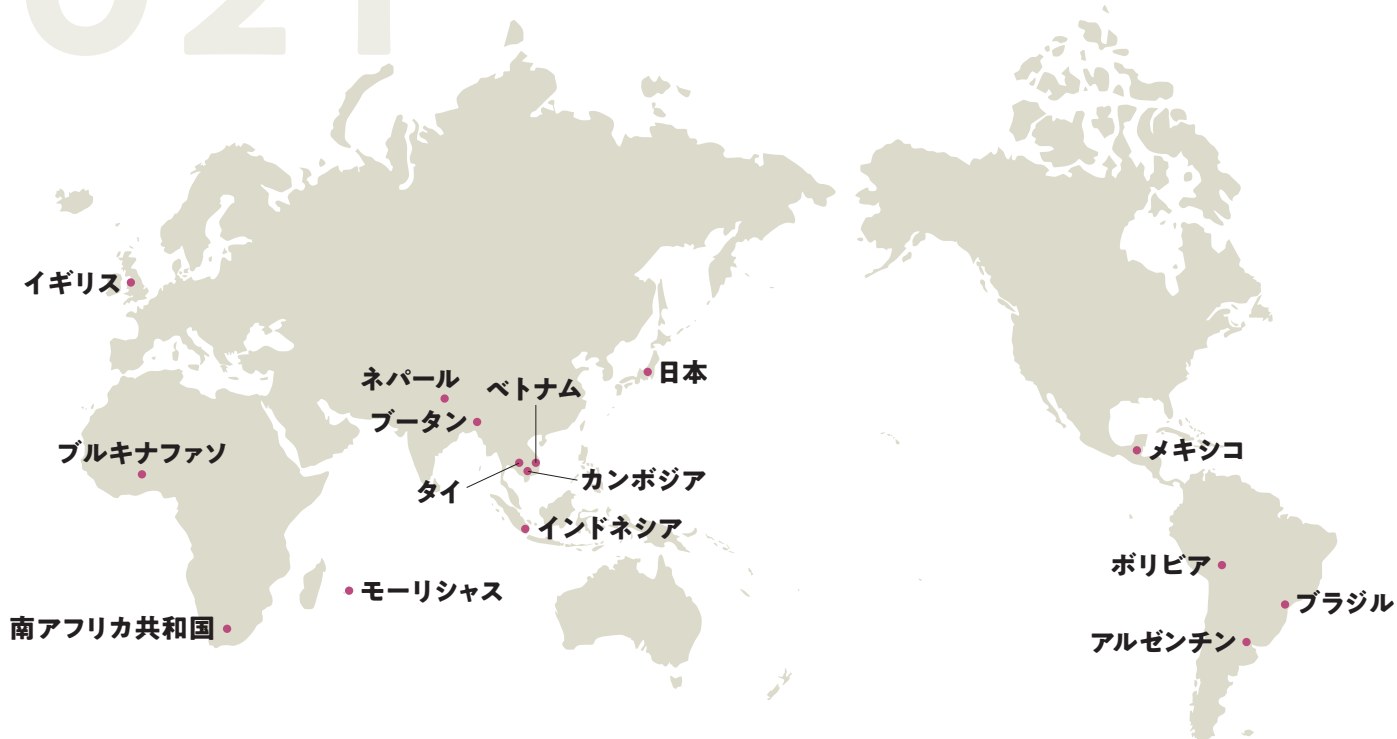 021
イギリス
ネパール
ベトナム
日本
ブータン
ブルキナファソ
タイ
カンボジア
インドネシア
モーリシャス
南アフリカ共和国
メキシコ
ボリビア
ブラジル
アルゼンチン